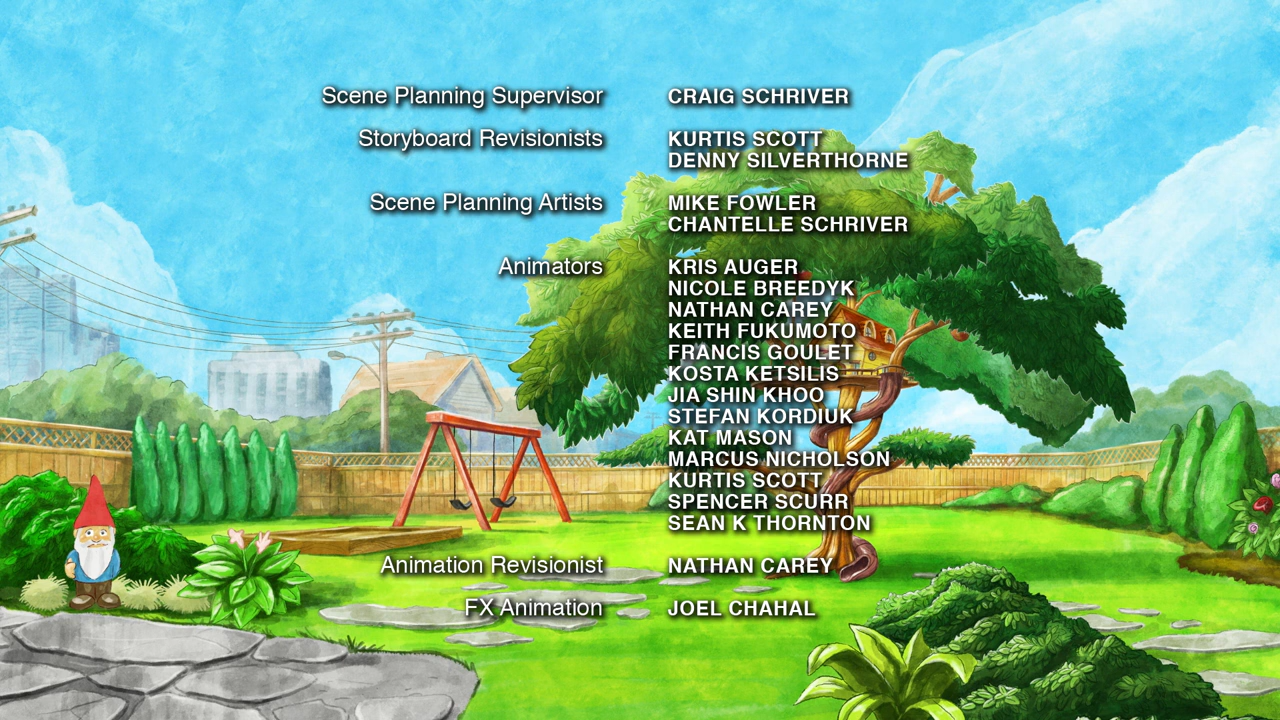 Scene Planning Supervisor CRAIG SCHRIVER
Storyboard Revisionists KURTIS SCOTT
DENNY SILVERTHORNE
Scene Planning Artists MIKE FOWLER
CHANTELLE SCHRIVER
Animators KRIS AUGER
NICOLE BREEDYK
NATHAN CAREY
KEITH FUKUMOTO
FRANCIS GOULET
KOSTA KETSILIS
JIA SHIN KHOO
STEFAN KORDIUK
KAT MASON
MARCUS NICHOLSON
KURTIS SCOTT
SPENCER SCURR
SEAN K THORNTON
Animation Revisionist NATHAN CAREY
FX Animation JOEL CHAHAL